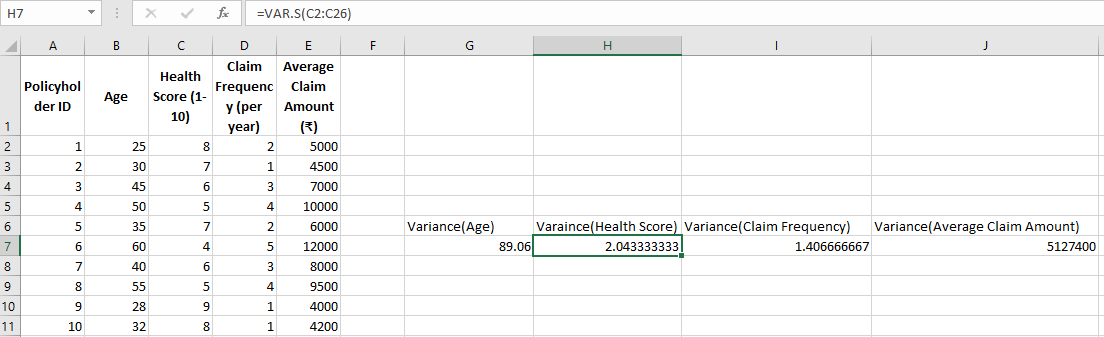 H7 fx =VAR.S(C2:C26)
A B C D E F G H I J
1 Policyhol
der ID
Age
Health
Score (1-
10)
Claim
Frequenc
y (per
year)
Average
Claim
Amount
(₹)
2 1 25 8 2 5000
3 2 30 7 1 4500
4 3 45 6 3 7000
5 4 50 5 4 10000
6 5 35 7 2 6000 Variance(Age) Varaince(Health Score) Variance(Claim Frequency) Variance(Average Claim Amount)
7 6 60 4 5 12000 89.06 2.043333333 1.406666667 5127400
8 7 40 6 3 8000
9 8 55 5 4 9500
10 9 28 9 1 4000
11 10 32 8 1 4200